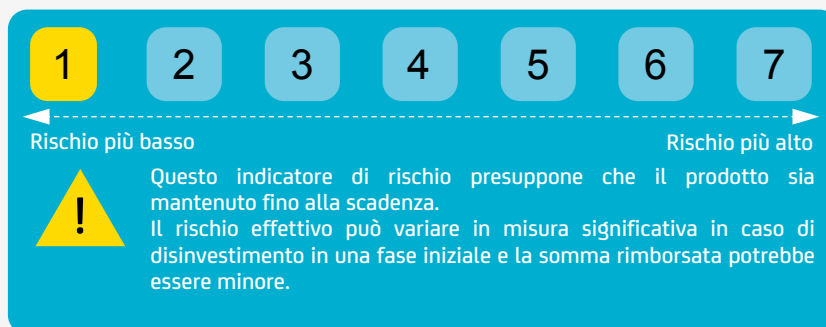 1 2 3 4 5 6 7
Rischio più basso Rischio più alto
!
Questo indicatore di rischio presuppone che il prodotto sia
mantenuto fino alla scadenza.
Il rischio effettivo può variare in misura significativa in caso di
disinvestimento in una fase iniziale e la somma rimborsata potrebbe
essere minore.